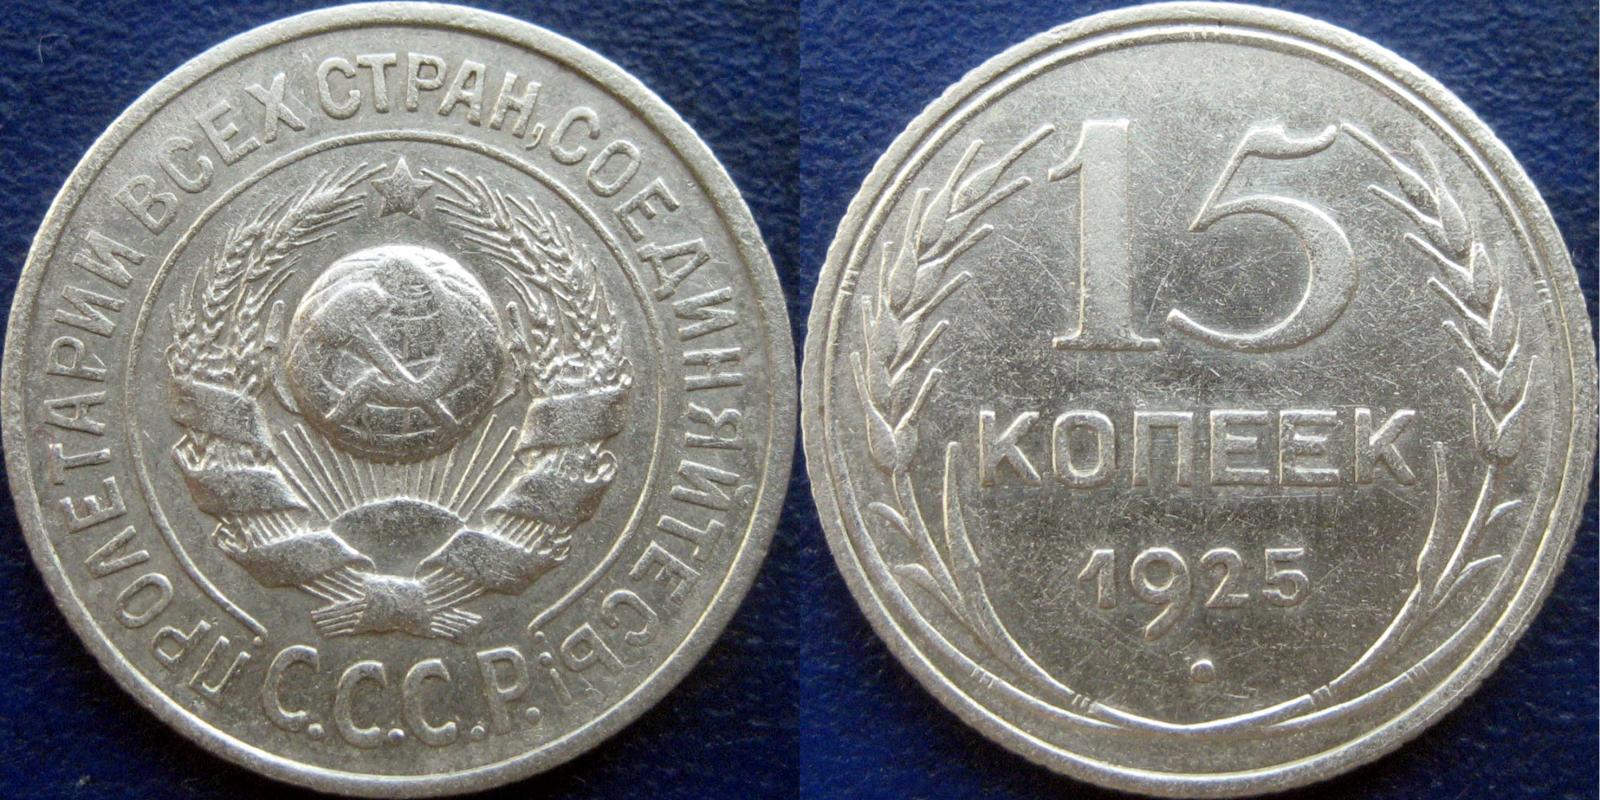 ПРОЛЕТАРИИ ВСЕХ СТРАН, СОЕДИНЯЙТЕСЬ!
С.С.С.Р.
15
КОПЕЕК
1925